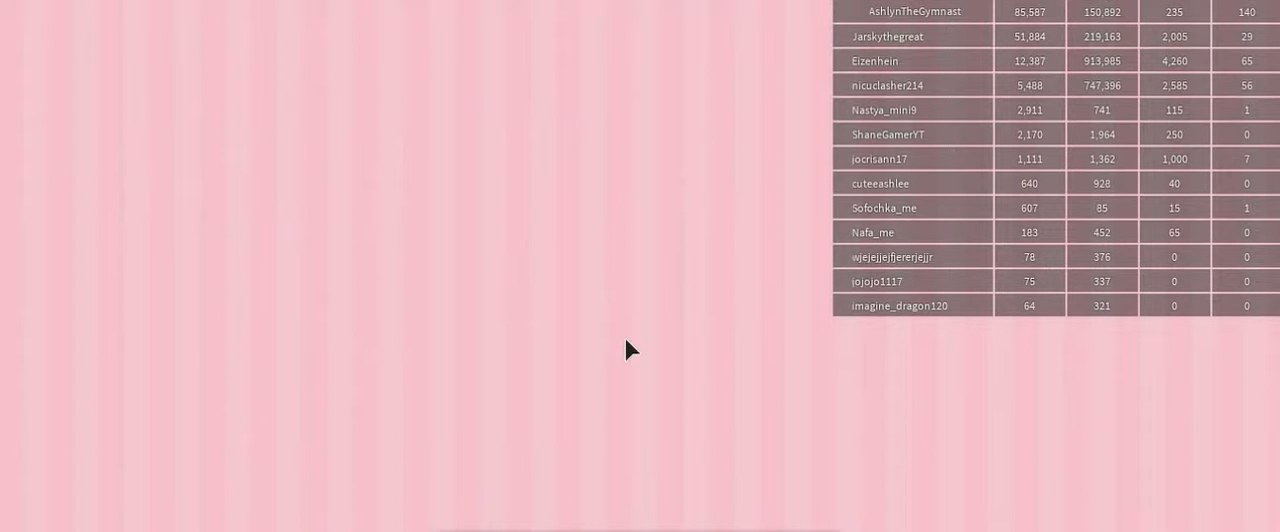 AshlynTheGymnast 85,587 150,892 235 140
Jarskythegreat 51,884 219,163 2,005 29
Eizenhein 12,387 913,985 4,260 65
nicuclasher214 5,488 747,396 2,585 56
Nastya_mini9 2,911 741 115 1
ShaneGamerYT 2,170 1,964 250 0
jocrisann17 1,111 1,362 1,000 7
cuteeashlee 640 928 40 0
Sofochka_me 607 85 15 1
Nafa_me 183 452 65 0
wjejejjejfjererjejjr 78 376 0 0
jojojo1117 75 337 0 0
imagine_dragon120 64 321 0 0